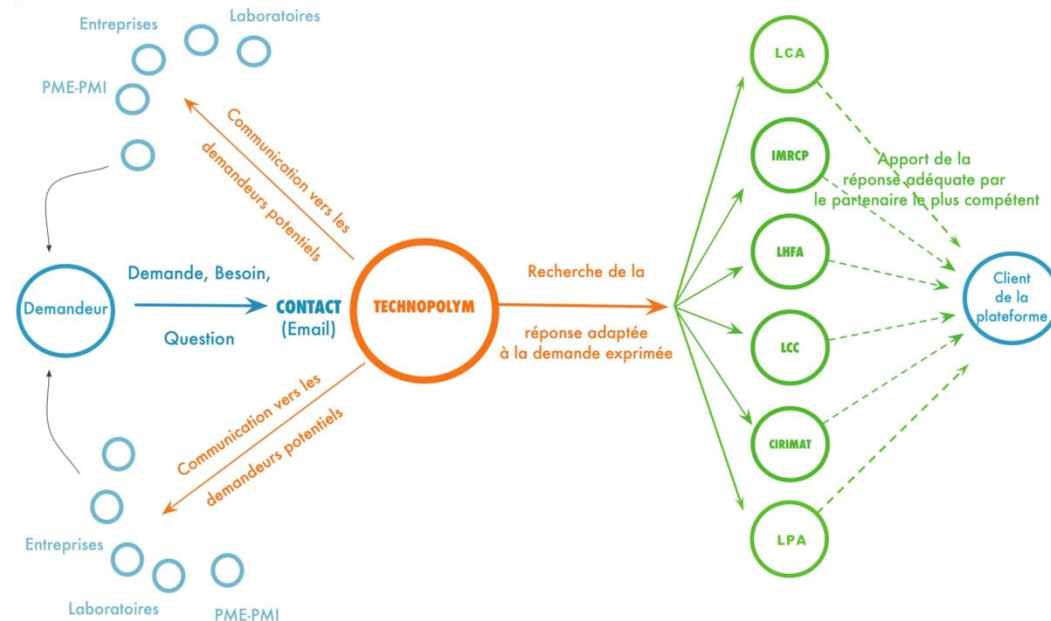 Laboratoires
Entreprises
PME-PMI
Communication vers les
demandeurs potentiels
Demandeur
Demande, Besoin,
Question
CONTACT
(Email)
TECHNOPOLYM
Recherche de la
réponse adaptée
à la demande exprimée
LCA
IMRCP
LHFA
LCC
CIRIMAT
LPA
Apport de la
réponse adéquate par
le partenaire le plus compétent
Client
de la
plateforme
Communication vers les
demandeurs potentiels
Entreprises
Laboratoires
PME-PMI